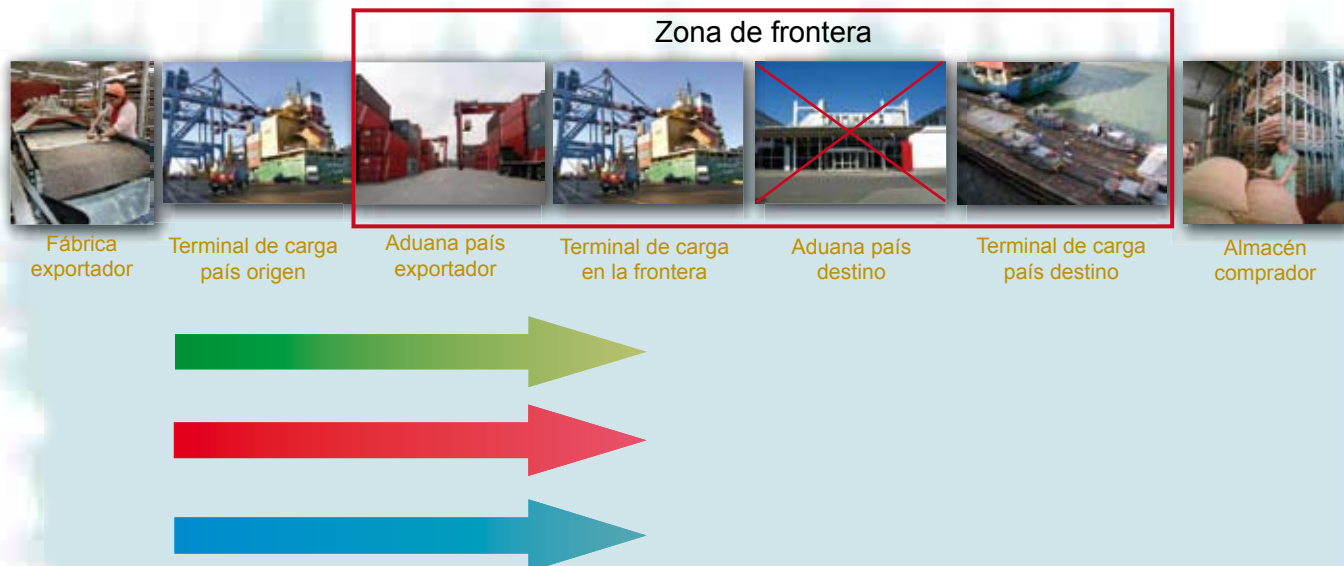 Zona de frontera
Fábrica
exportador
Terminal de carga
país origen
Aduana país
exportador
Terminal de carga
en la frontera
Aduana país
destino
Terminal de carga
país destino
Almacén
comprador